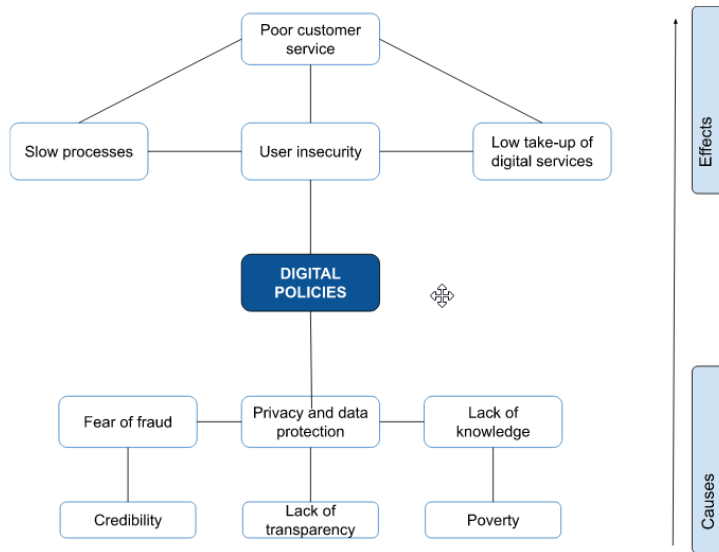 Poor customer
service
Slow processes
User insecurity
Low take-up of
digital services
Effects
DIGITAL
POLICIES
Fear of fraud
Privacy and data
protection
Lack of
knowledge
Credibility
Lack of
transparency
Poverty
Causes